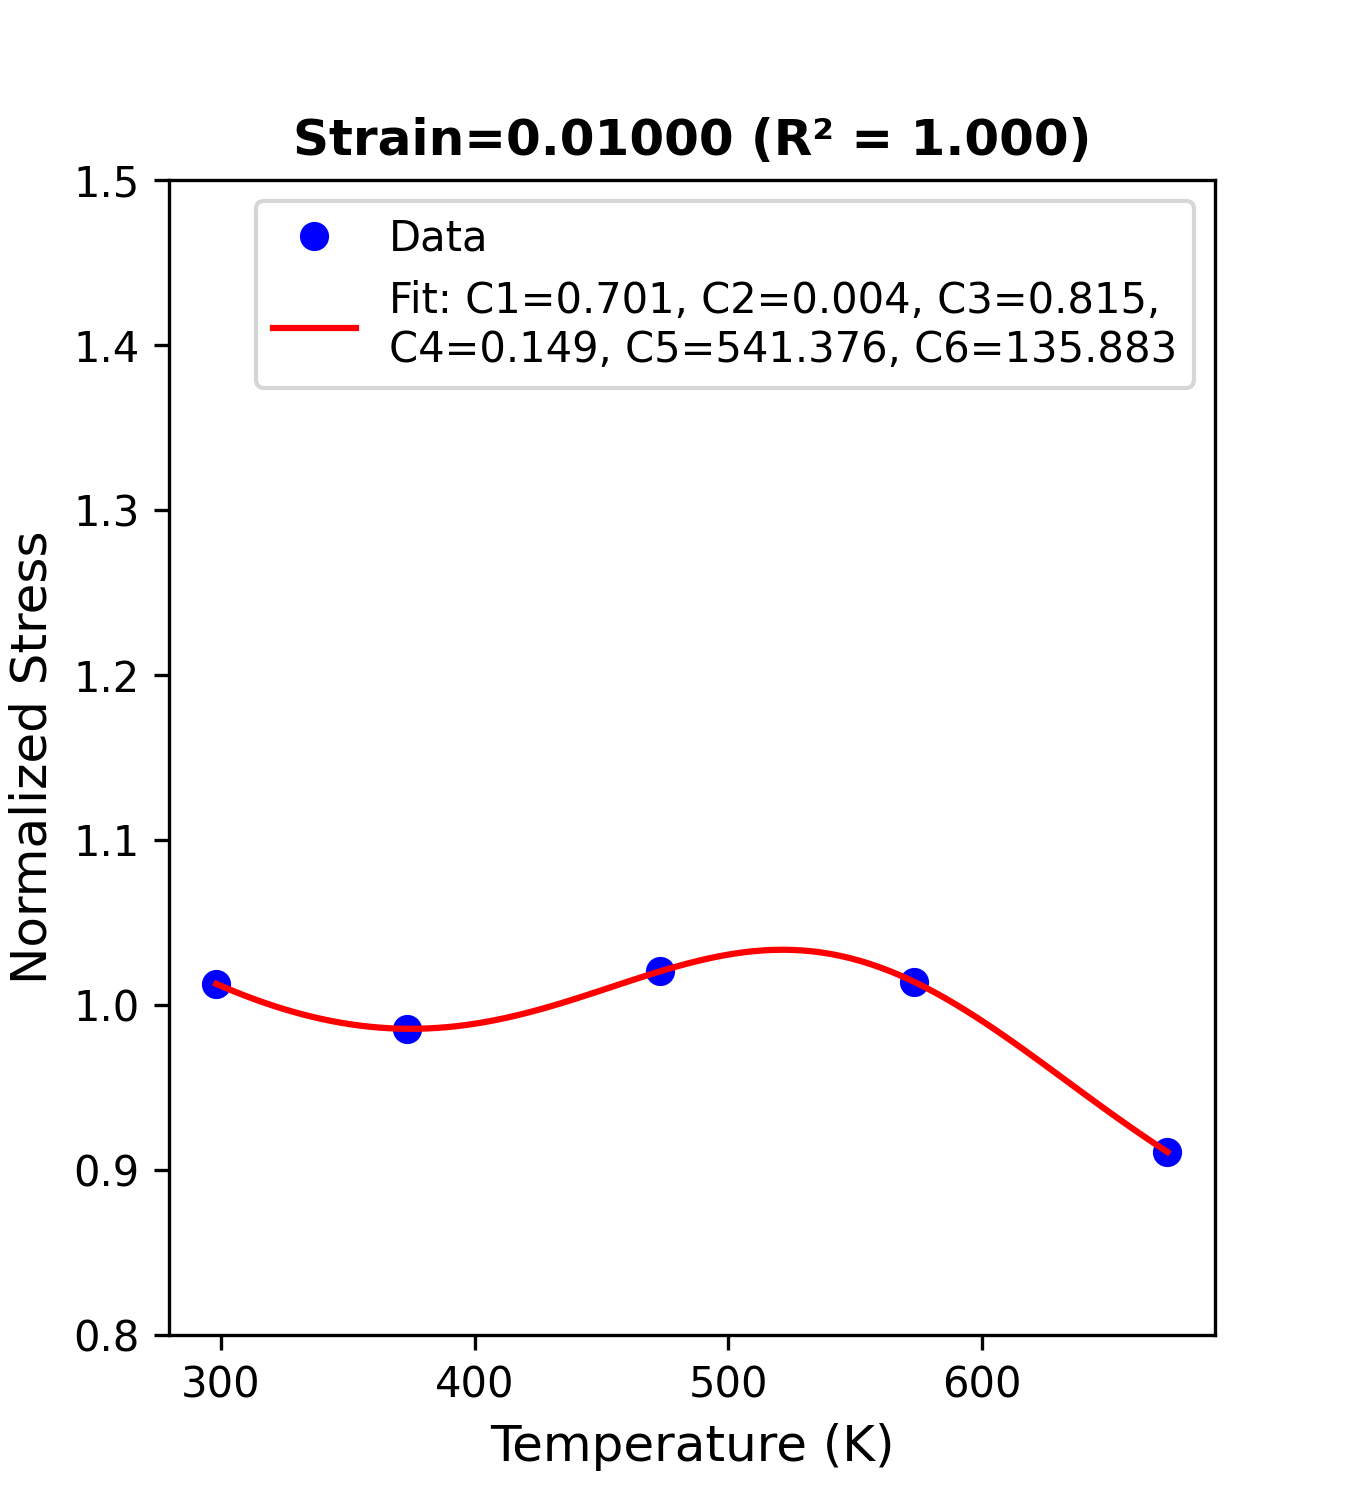 Strain=0.01000 (R² = 1.000)
Data
Fit: C1=0.701, C2=0.004, C3=0.815,
C4=0.149, C5=541.376, C6=135.883
1.5
1.4
1.3
1.2
1.1
1.0
0.9
0.8
Normalized Stress
300 400 500 600
Temperature (K)